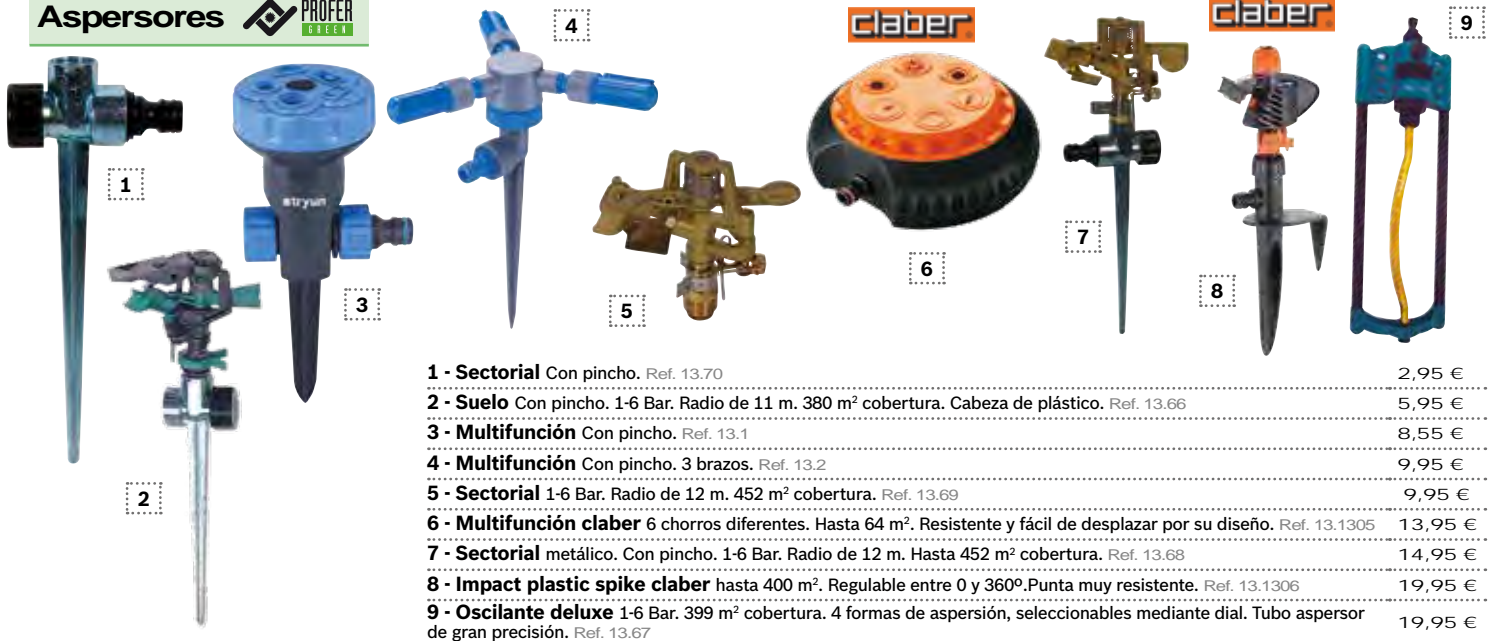 Aspersores PROFER
GREEN
claber
claber
4
9
1
stryun
7
6
8
3
5
2
1 - Sectorial Con pincho. Ref. 13.70 2,95 €
2 - Suelo Con pincho. 1-6 Bar. Radio de 11 m. 380 m² cobertura. Cabeza de plástico. Ref. 13.66 5,95 €
3 - Multifunción Con pincho. Ref. 13.1 8,55 €
4 - Multifunción Con pincho. 3 brazos. Ref. 13.2 9,95 €
5 - Sectorial 1-6 Bar. Radio de 12 m. 452 m² cobertura. Ref. 13.69 9,95 €
6 - Multifunción claber 6 chorros diferentes. Hasta 64 m². Resistente y fácil de desplazar por su diseño. Ref. 13.1305 13,95 €
7 - Sectorial metálico. Con pincho. 1-6 Bar. Radio de 12 m. Hasta 452 m² cobertura. Ref. 13.68 14,95 €
8 - Impact plastic spike claber hasta 400 m². Regulable entre 0 y 360º.Punta muy resistente. Ref. 13.1306 19,95 €
9 - Oscilante deluxe 1-6 Bar. 399 m² cobertura. 4 formas de aspersión, seleccionables mediante dial. Tubo aspersor
de gran precisión. Ref. 13.67 19,95 €